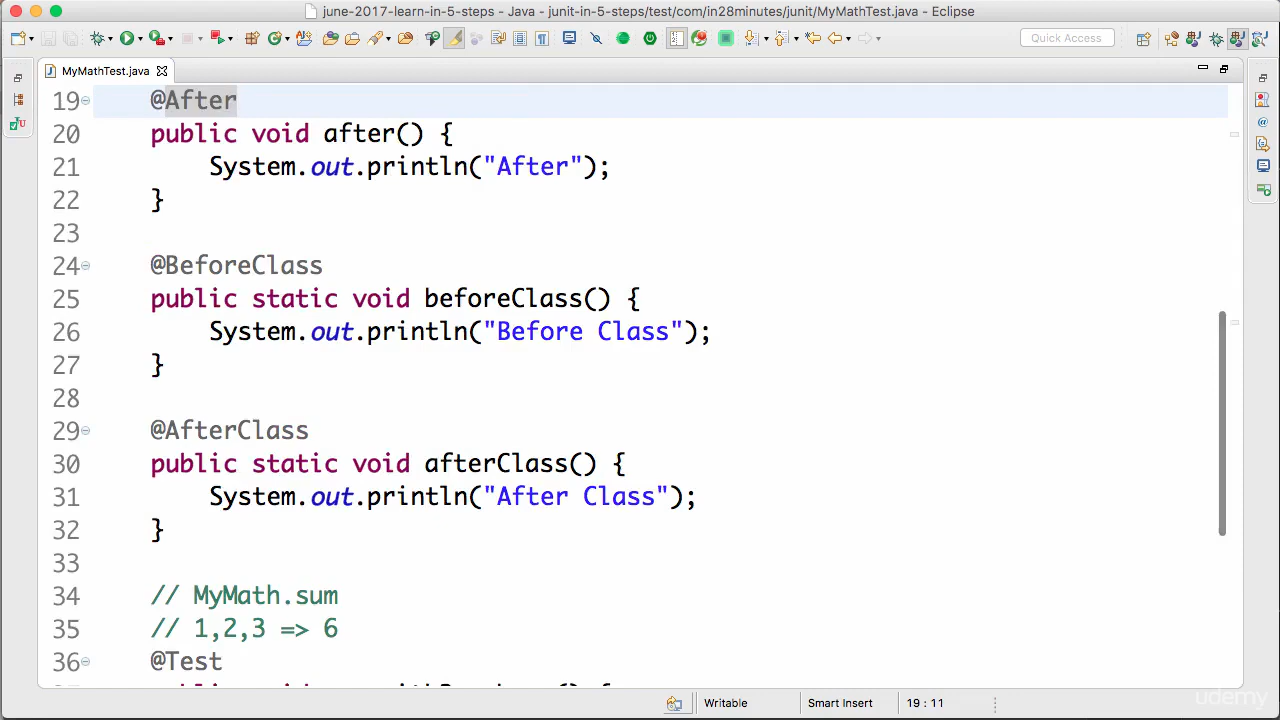 june-2017-learn-in-5-steps - Java - junit-in-5-steps/test/com/in28minutes/junit/MyMathTest.java - Eclipse
Quick Access
MyMathTest.java
19 @After
20 public void after() {
21 System.out.println("After");
22 }
23
24 @BeforeClass
25 public static void beforeClass() {
26 System.out.println("Before Class");
27 }
28
29 @AfterClass
30 public static void afterClass() {
31 System.out.println("After Class");
32 }
33
34 // MyMath.sum
35 // 1,2,3 => 6
36 @Test
Writable Smart Insert 19 : 11
udemy